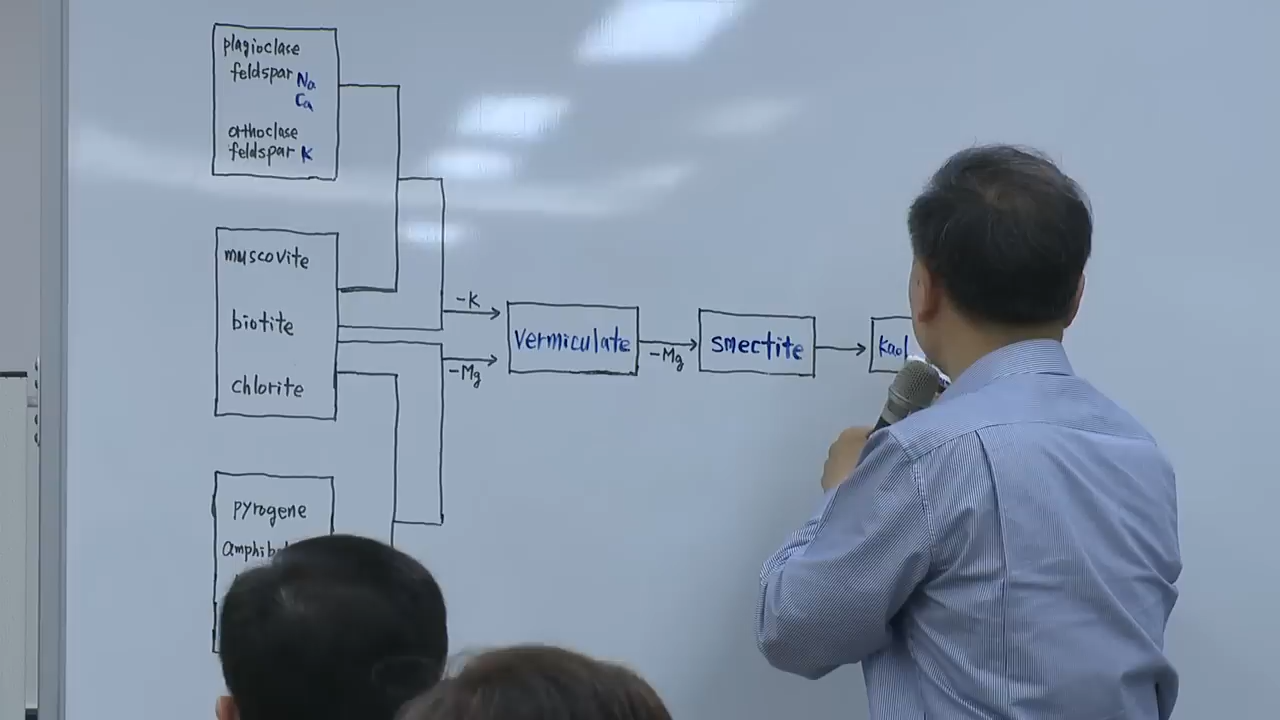 plagioclase
feldspar Na
Ca
orthoclase
feldspar K
muscovite
biotite
chlorite
pyrogene
-K
-Mg
vermiculate
-Mg
smectite